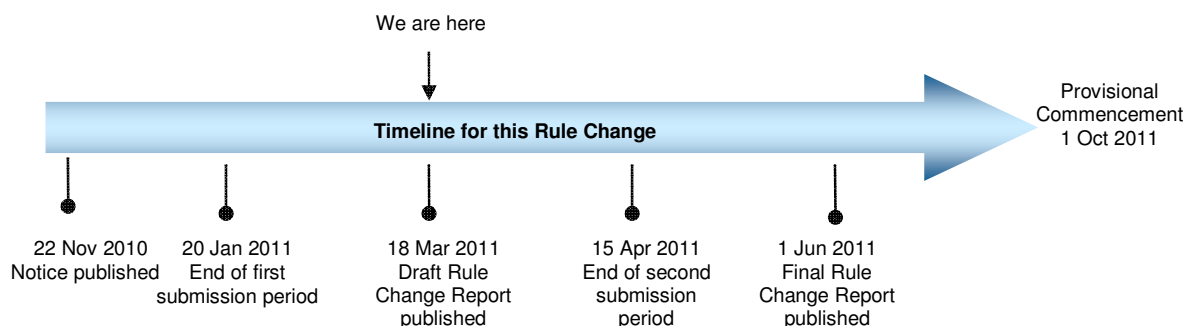 We are here
Timeline for this Rule Change
Provisional
Commencement
1 Oct 2011
22 Nov 2010
Notice published
20 Jan 2011
End of first
submission period
18 Mar 2011
Draft Rule
Change Report
published
15 Apr 2011
End of second
submission
period
1 Jun 2011
Final Rule
Change Report
published